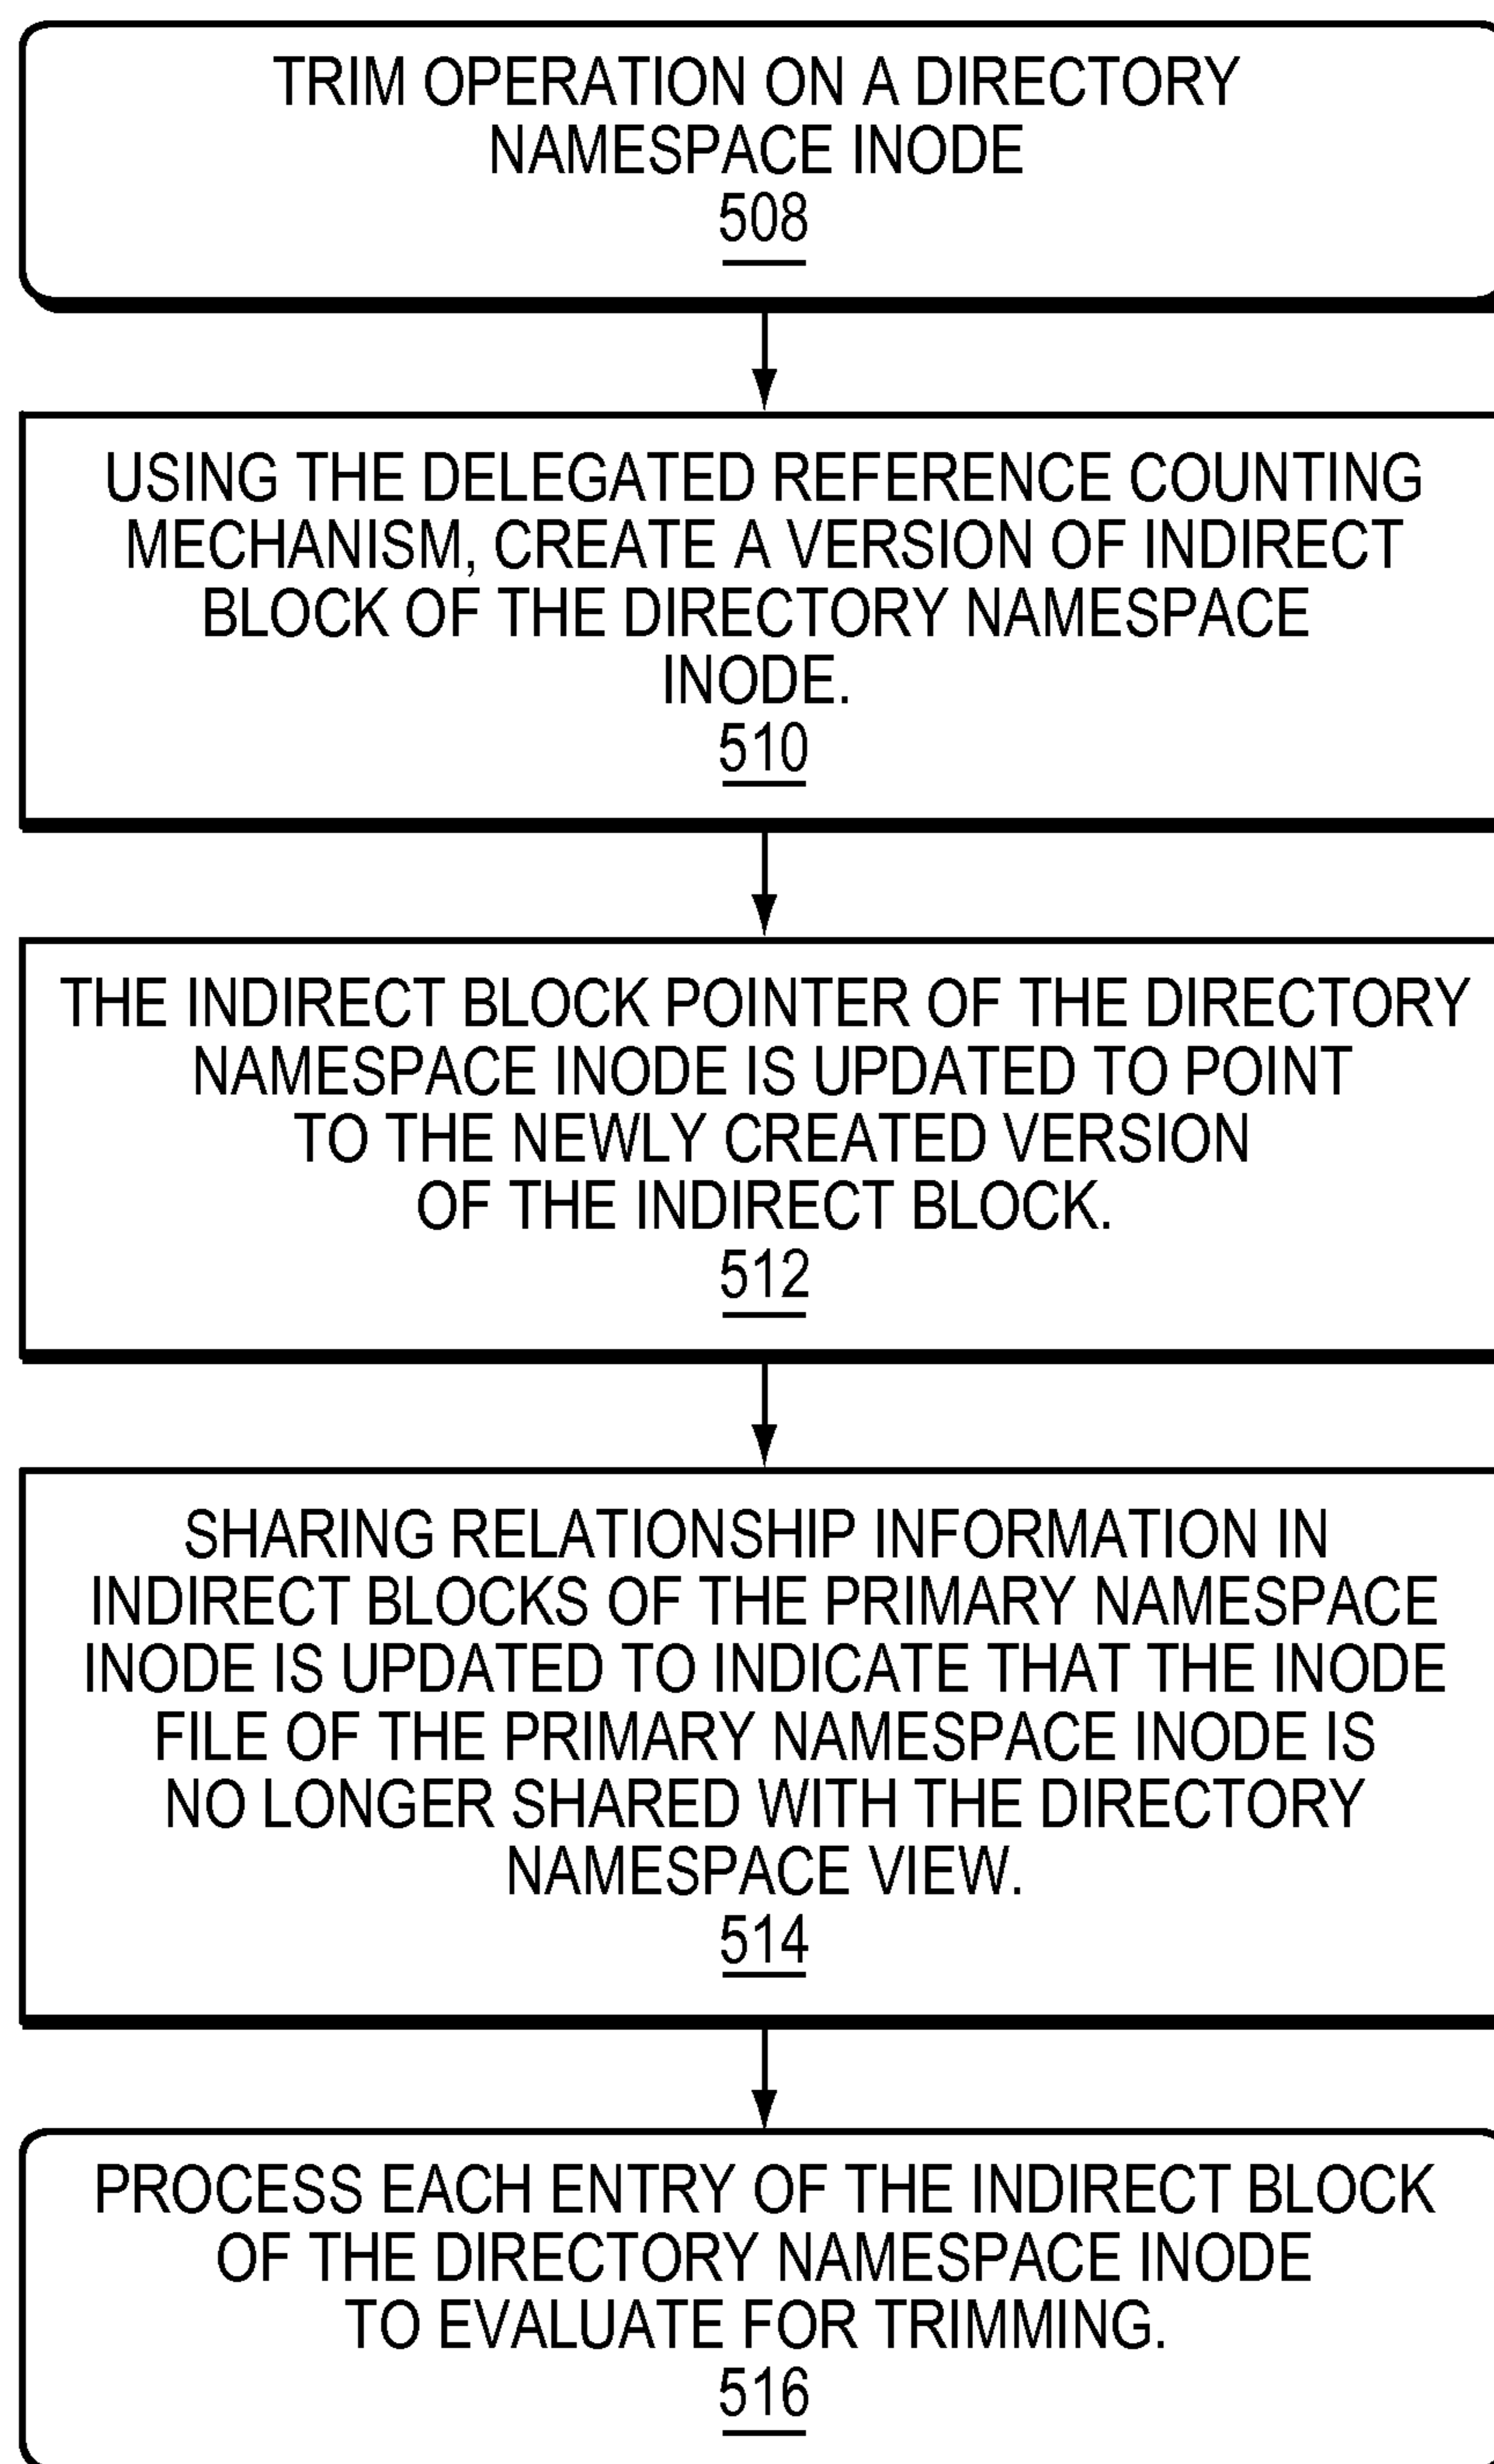 TRIM OPERATION ON A DIRECTORY
NAMESPACE INODE
508
USING THE DELEGATED REFERENCE COUNTING
MECHANISM, CREATE A VERSION OF INDIRECT
BLOCK OF THE DIRECTORY NAMESPACE
INODE.
510
THE INDIRECT BLOCK POINTER OF THE DIRECTORY
NAMESPACE INODE IS UPDATED TO POINT
TO THE NEWLY CREATED VERSION
OF THE INDIRECT BLOCK.
512
SHARING RELATIONSHIP INFORMATION IN
INDIRECT BLOCKS OF THE PRIMARY NAMESPACE
INODE IS UPDATED TO INDICATE THAT THE INODE
FILE OF THE PRIMARY NAMESPACE INODE IS
NO LONGER SHARED WITH THE DIRECTORY
NAMESPACE VIEW.
514
PROCESS EACH ENTRY OF THE INDIRECT BLOCK
OF THE DIRECTORY NAMESPACE INODE
TO EVALUATE FOR TRIMMING.
516